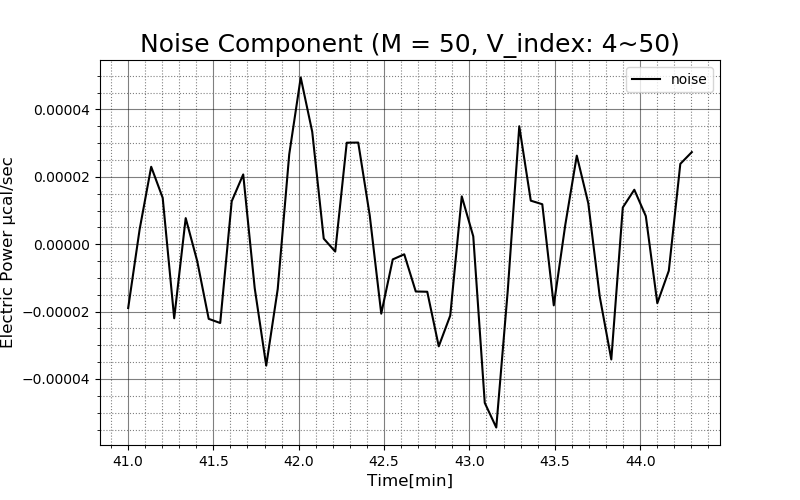 Noise Component (M = 50, V_index: 4~50)
noise
0.00004
0.00002
0.00000
−0.00002
−0.00004
Electric Power μcal/sec
41.0 41.5 42.0 42.5 43.0 43.5 44.0
Time[min]